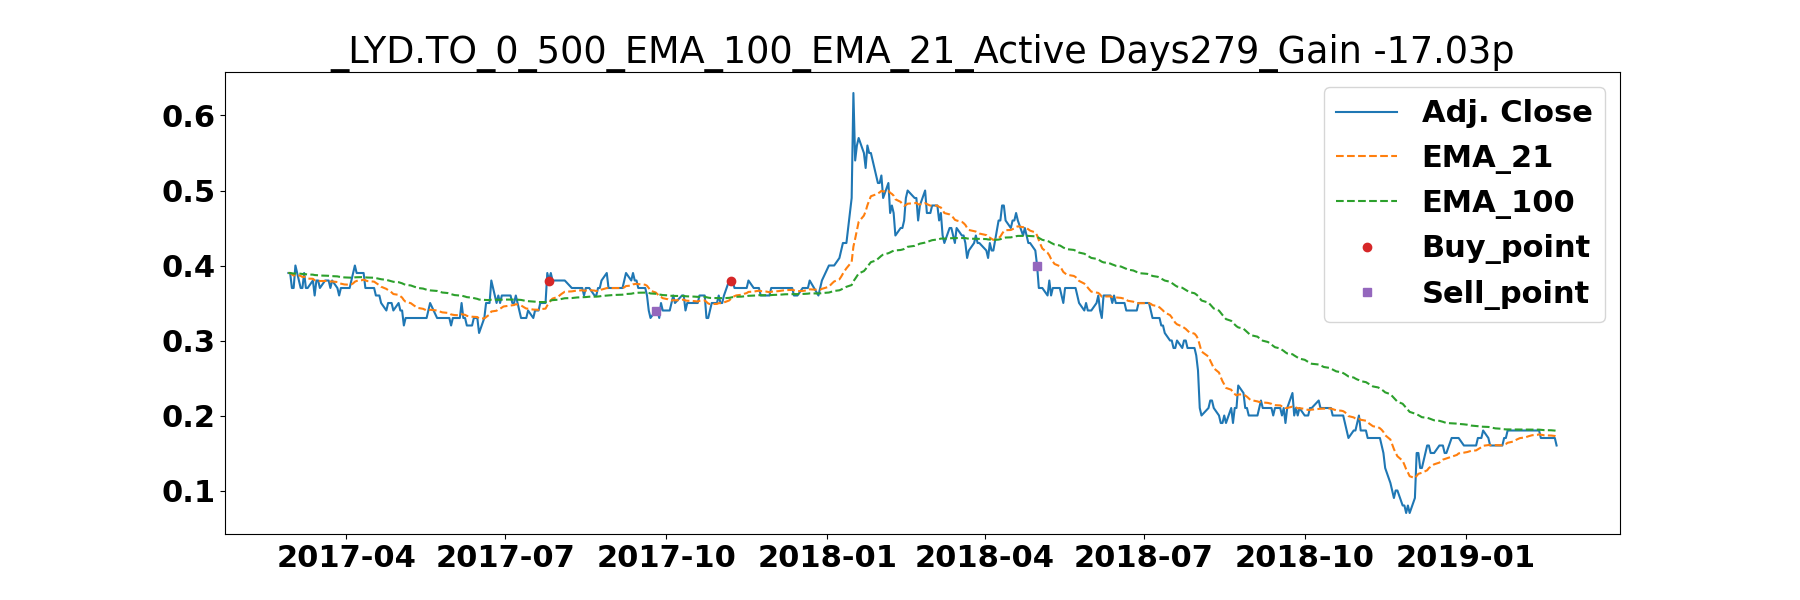 _LYD.TO_0_500_EMA_100_EMA_21_Active Days279_Gain -17.03p
0.6
0.5
0.4
0.3
0.2
0.1
Adj. Close
EMA_21
EMA_100
Buy_point
Sell_point
2017-04 2017-07 2017-10 2018-01 2018-04 2018-07 2018-10 2019-01